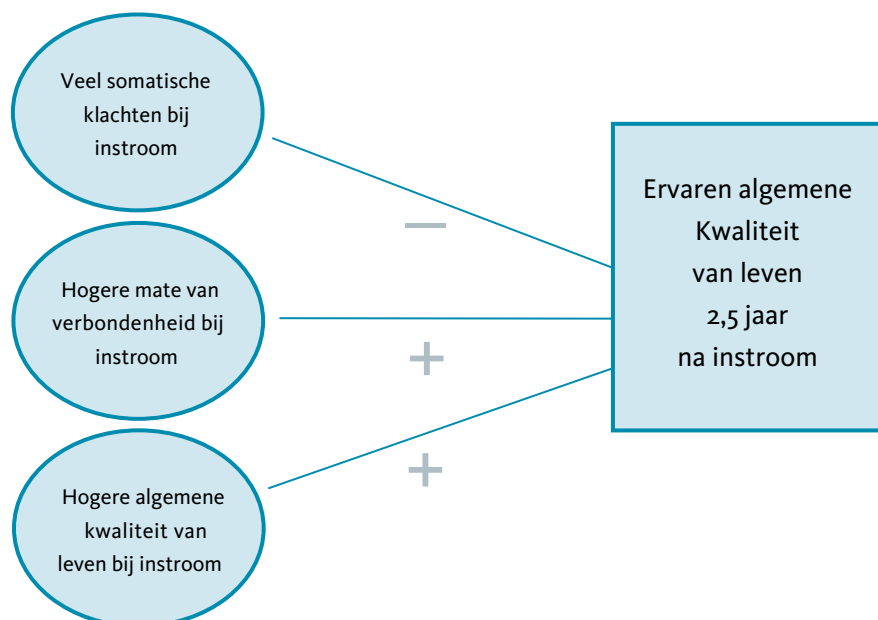 Veel somatische
klachten bij
instroom
—
Hogere mate van
verbondenheid bij
instroom
+
Hogere algemene
kwaliteit van
leven bij instroom
+
Ervaren algemene
Kwaliteit
van leven
2,5 jaar
na instroom